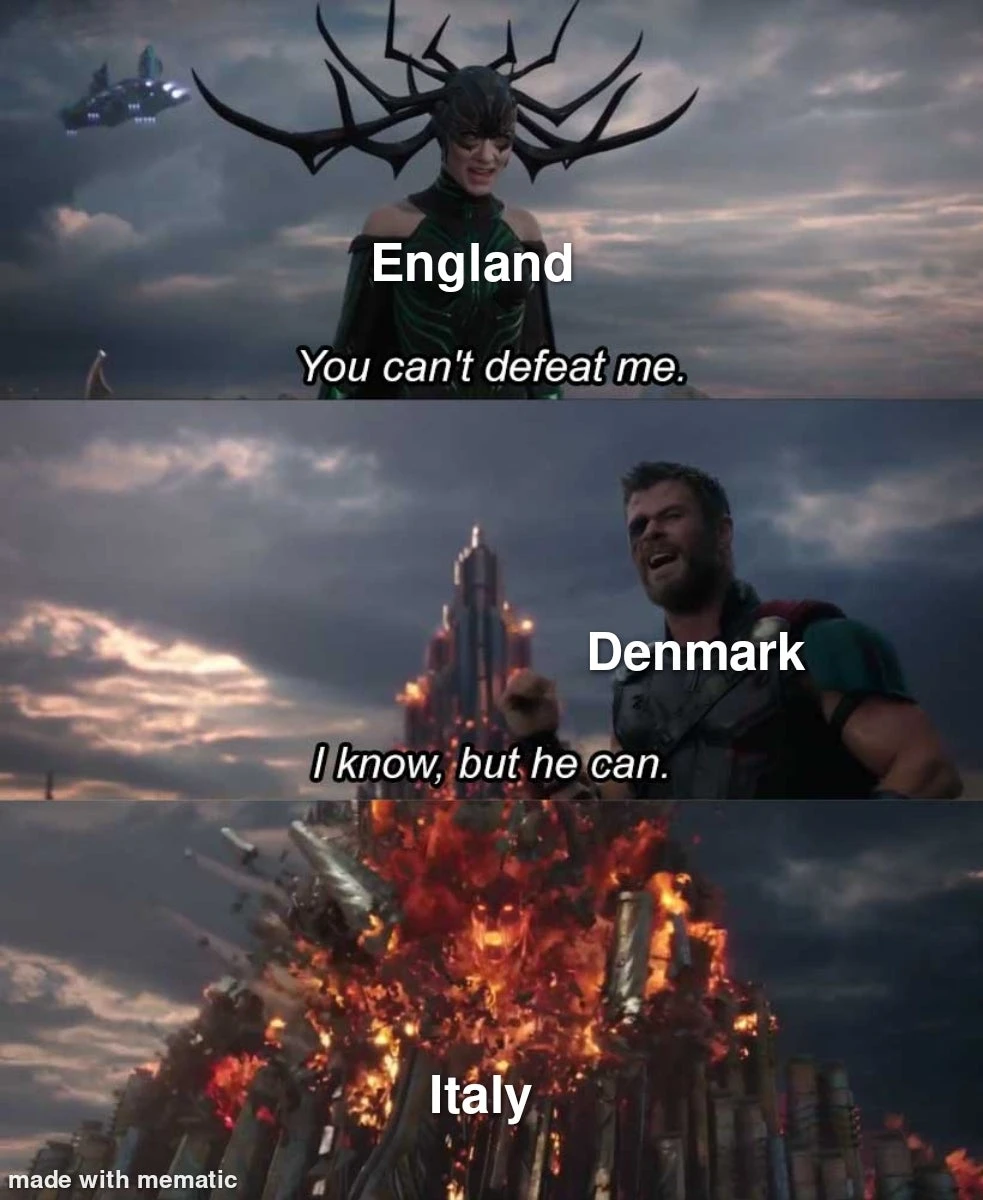 England
You can't defeat me.
Denmark
I know, but he can.
Italy
made with mematic